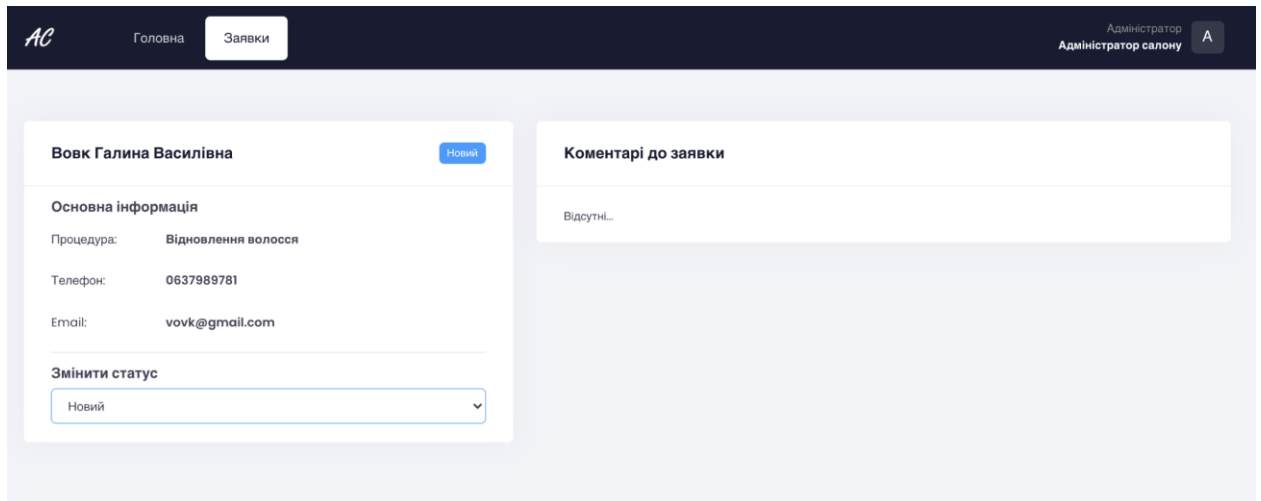 AC
Головна
Заявки
Адміністратор
Адміністратор салону
A
Вовк Галина Василівна
Новий
Основна інформація
Процедура: Відновлення волосся
Телефон: 0637989781
Email: vovk@gmail.com
Змінити статус
Новий
Коментарі до заявки
Відсутні...